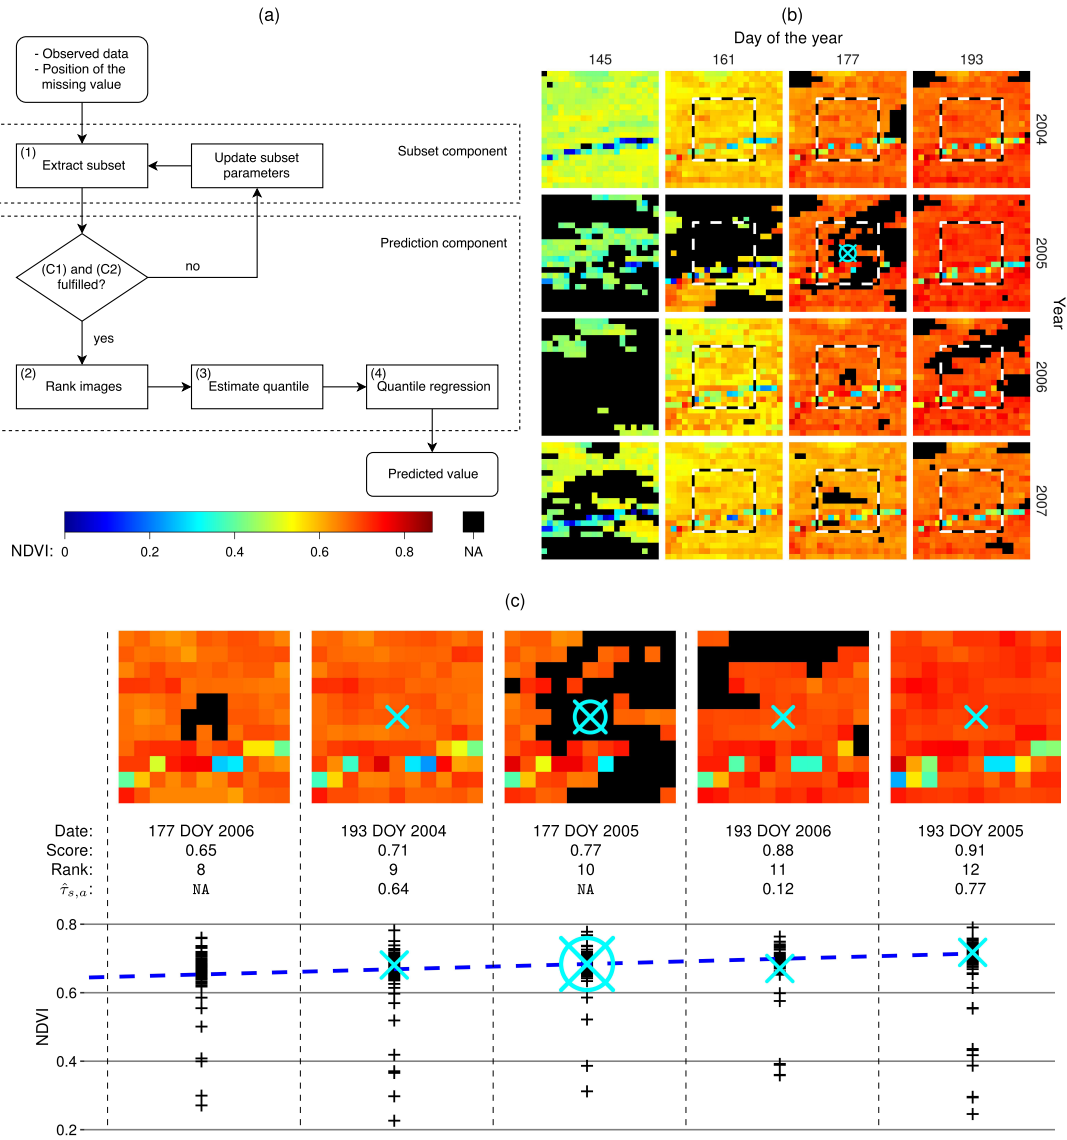 (a)
- Observed data
- Position of the
missing value
(1)
Extract subset
Update subset
parameters
Subset component
Prediction component
(C1) and (C2)
fulfilled?
no
yes
(2)
Rank images
(3)
Estimate quantile
(4)
Quantile regression
Predicted value
NDVI:
0
0.2
0.4
0.6
0.8
NA
(b)
Day of the year
145
161
177
193
2004
2005
2006
2007
Year
(c)
Date:
177 DOY 2006
193 DOY 2004
177 DOY 2005
193 DOY 2006
193 DOY 2005
Score:
0.65
0.71
0.77
0.88
0.91
Rank:
8
9
10
11
12
τ̂s,a:
NA
0.64
NA
0.12
0.77
NDVI
0.8
0.6
0.4
0.2